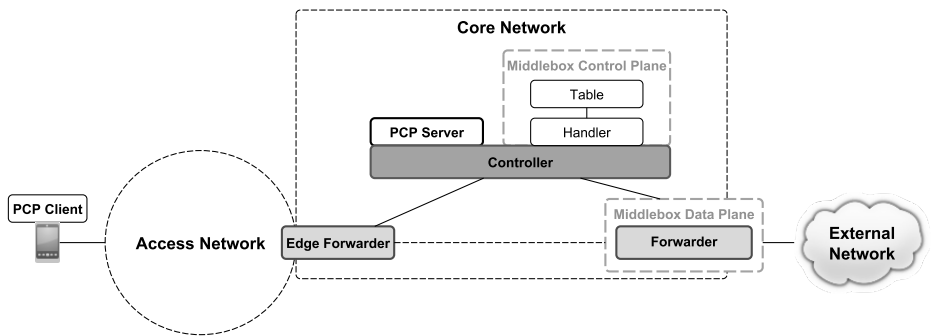 Core Network
Middlebox Control Plane
Table
Handler
PCP Server
Controller
PCP Client
Access Network
Edge Forwarder
Middlebox Data Plane
Forwarder
External
Network